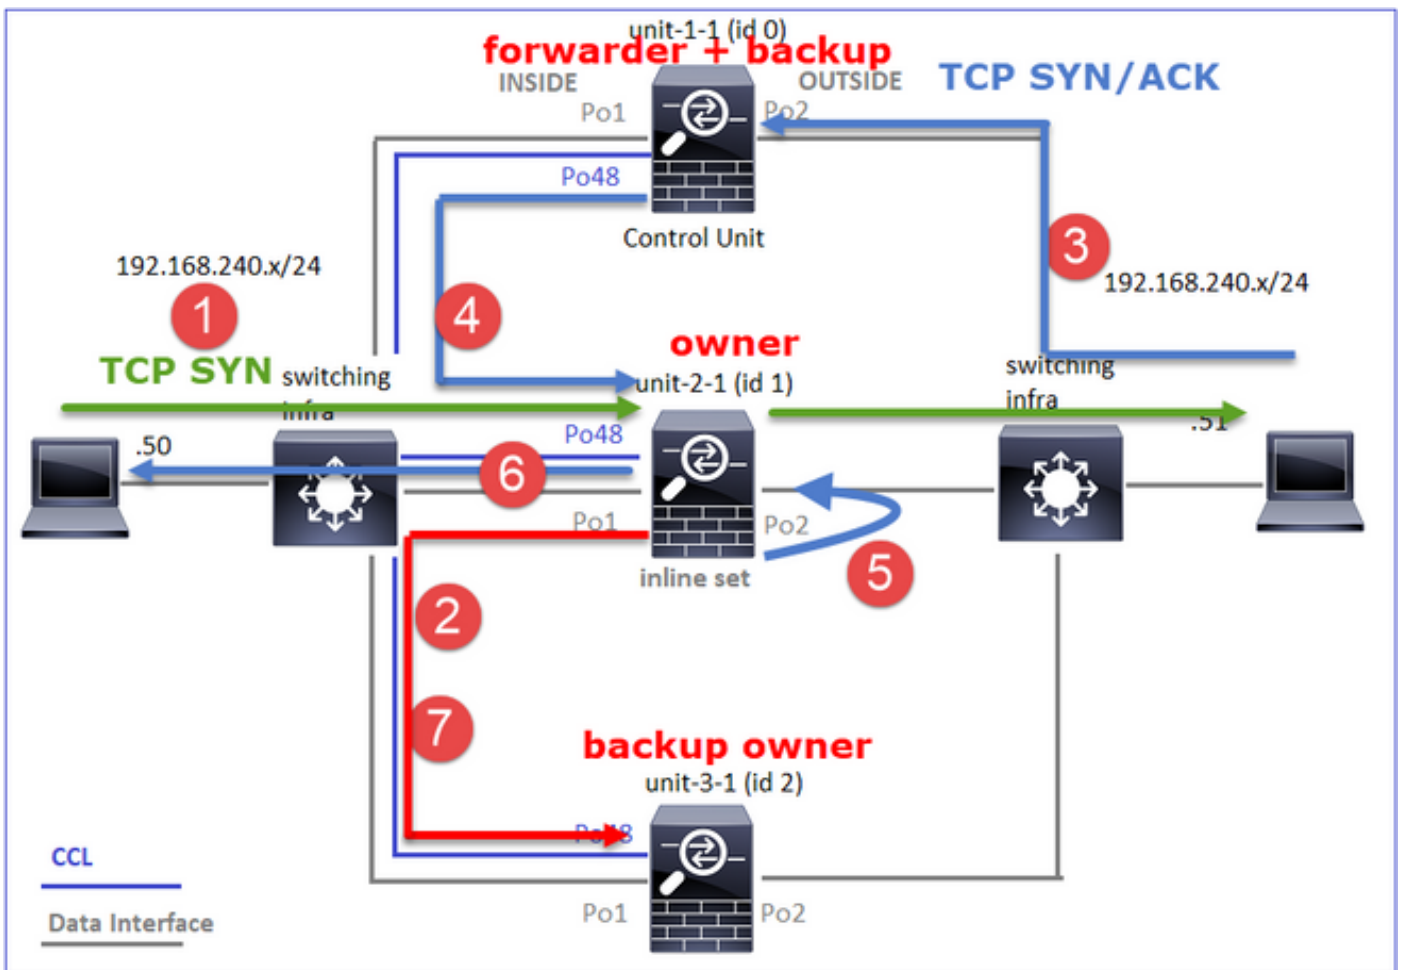 unit-1-1 (id 0)
forwarder + backup
INSIDE
OUTSIDE
TCP SYN/ACK
Po1
Po2
Po48
Control Unit
3
192.168.240.x/24
192.168.240.x/24
1
4
owner
TCP SYN
switching
infra
unit-2-1 (id 1)
switching
infra
.50
Po48
.51
6
Po1
Po2
inline set
5
2
7
backup owner
unit-3-1 (id 2)
Po48
CCL
Data Interface
Po1
Po2